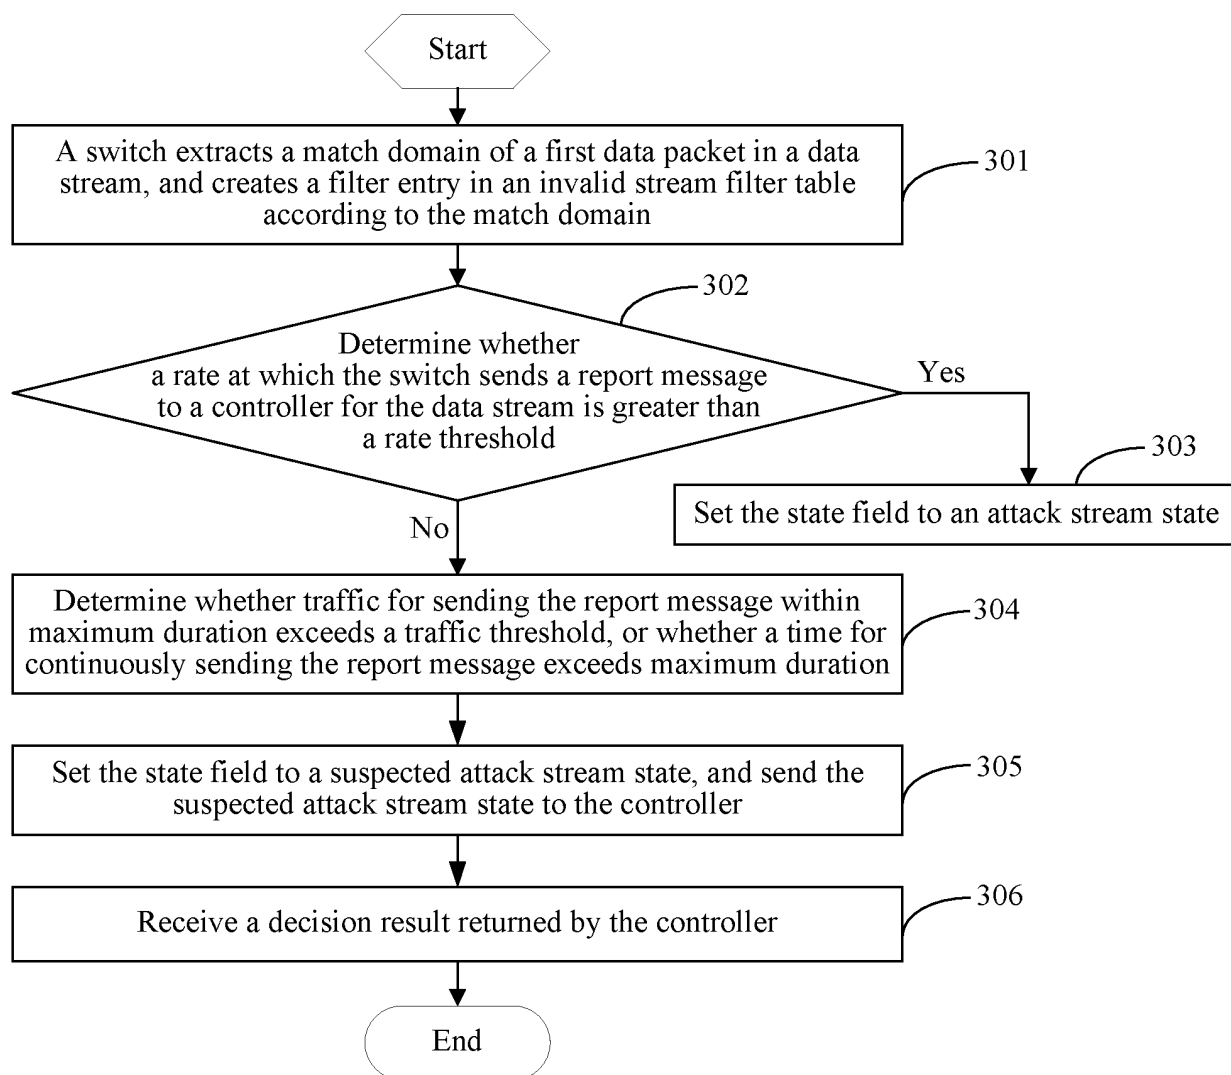 Start
A switch extracts a match domain of a first data packet in a data
stream, and creates a filter entry in an invalid stream filter table
according to the match domain
301
302
Determine whether
a rate at which the switch sends a report message
to a controller for the data stream is greater than
a rate threshold
Yes
303
Set the state field to an attack stream state
No
Determine whether traffic for sending the report message within
maximum duration exceeds a traffic threshold, or whether a time for
continuously sending the report message exceeds maximum duration
304
Set the state field to a suspected attack stream state, and send the
suspected attack stream state to the controller
305
Receive a decision result returned by the controller
306
End